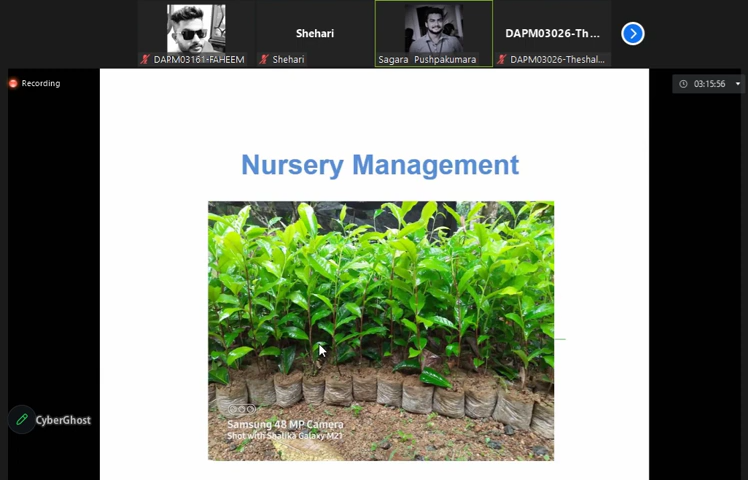 Shehari
DAPM03026-Th...
DAPM03161-FAHEEM
Shehari
Sagara Pushpakumara
DAPM03026-Theshal...
Recording
03:15:56
Nursery Management
CyberGhost
Samsung 48 MP Camera
Shot with Shalika Galaxy M21